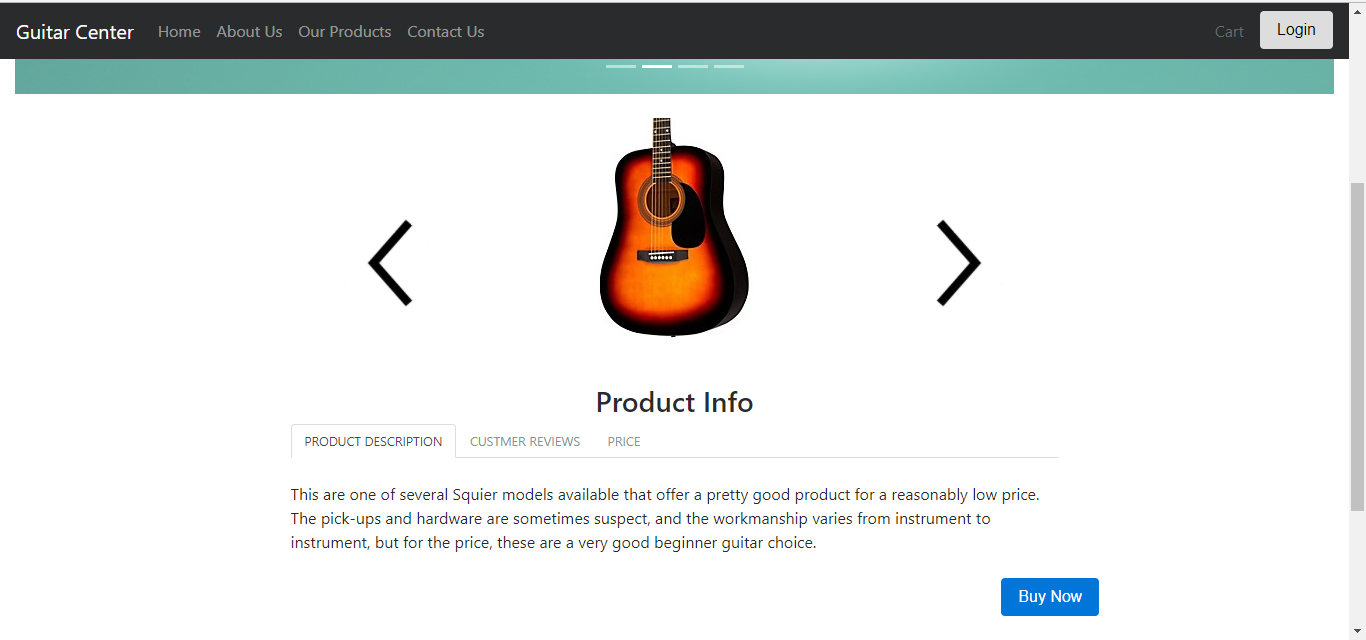 Guitar Center Home About Us Our Products Contact Us Cart Login
Product Info
PRODUCT DESCRIPTION CUSTMER REVIEWS PRICE
This are one of several Squier models available that offer a pretty good product for a reasonably low price.
The pick-ups and hardware are sometimes suspect, and the workmanship varies from instrument to
instrument, but for the price, these are a very good beginner guitar choice.
Buy Now